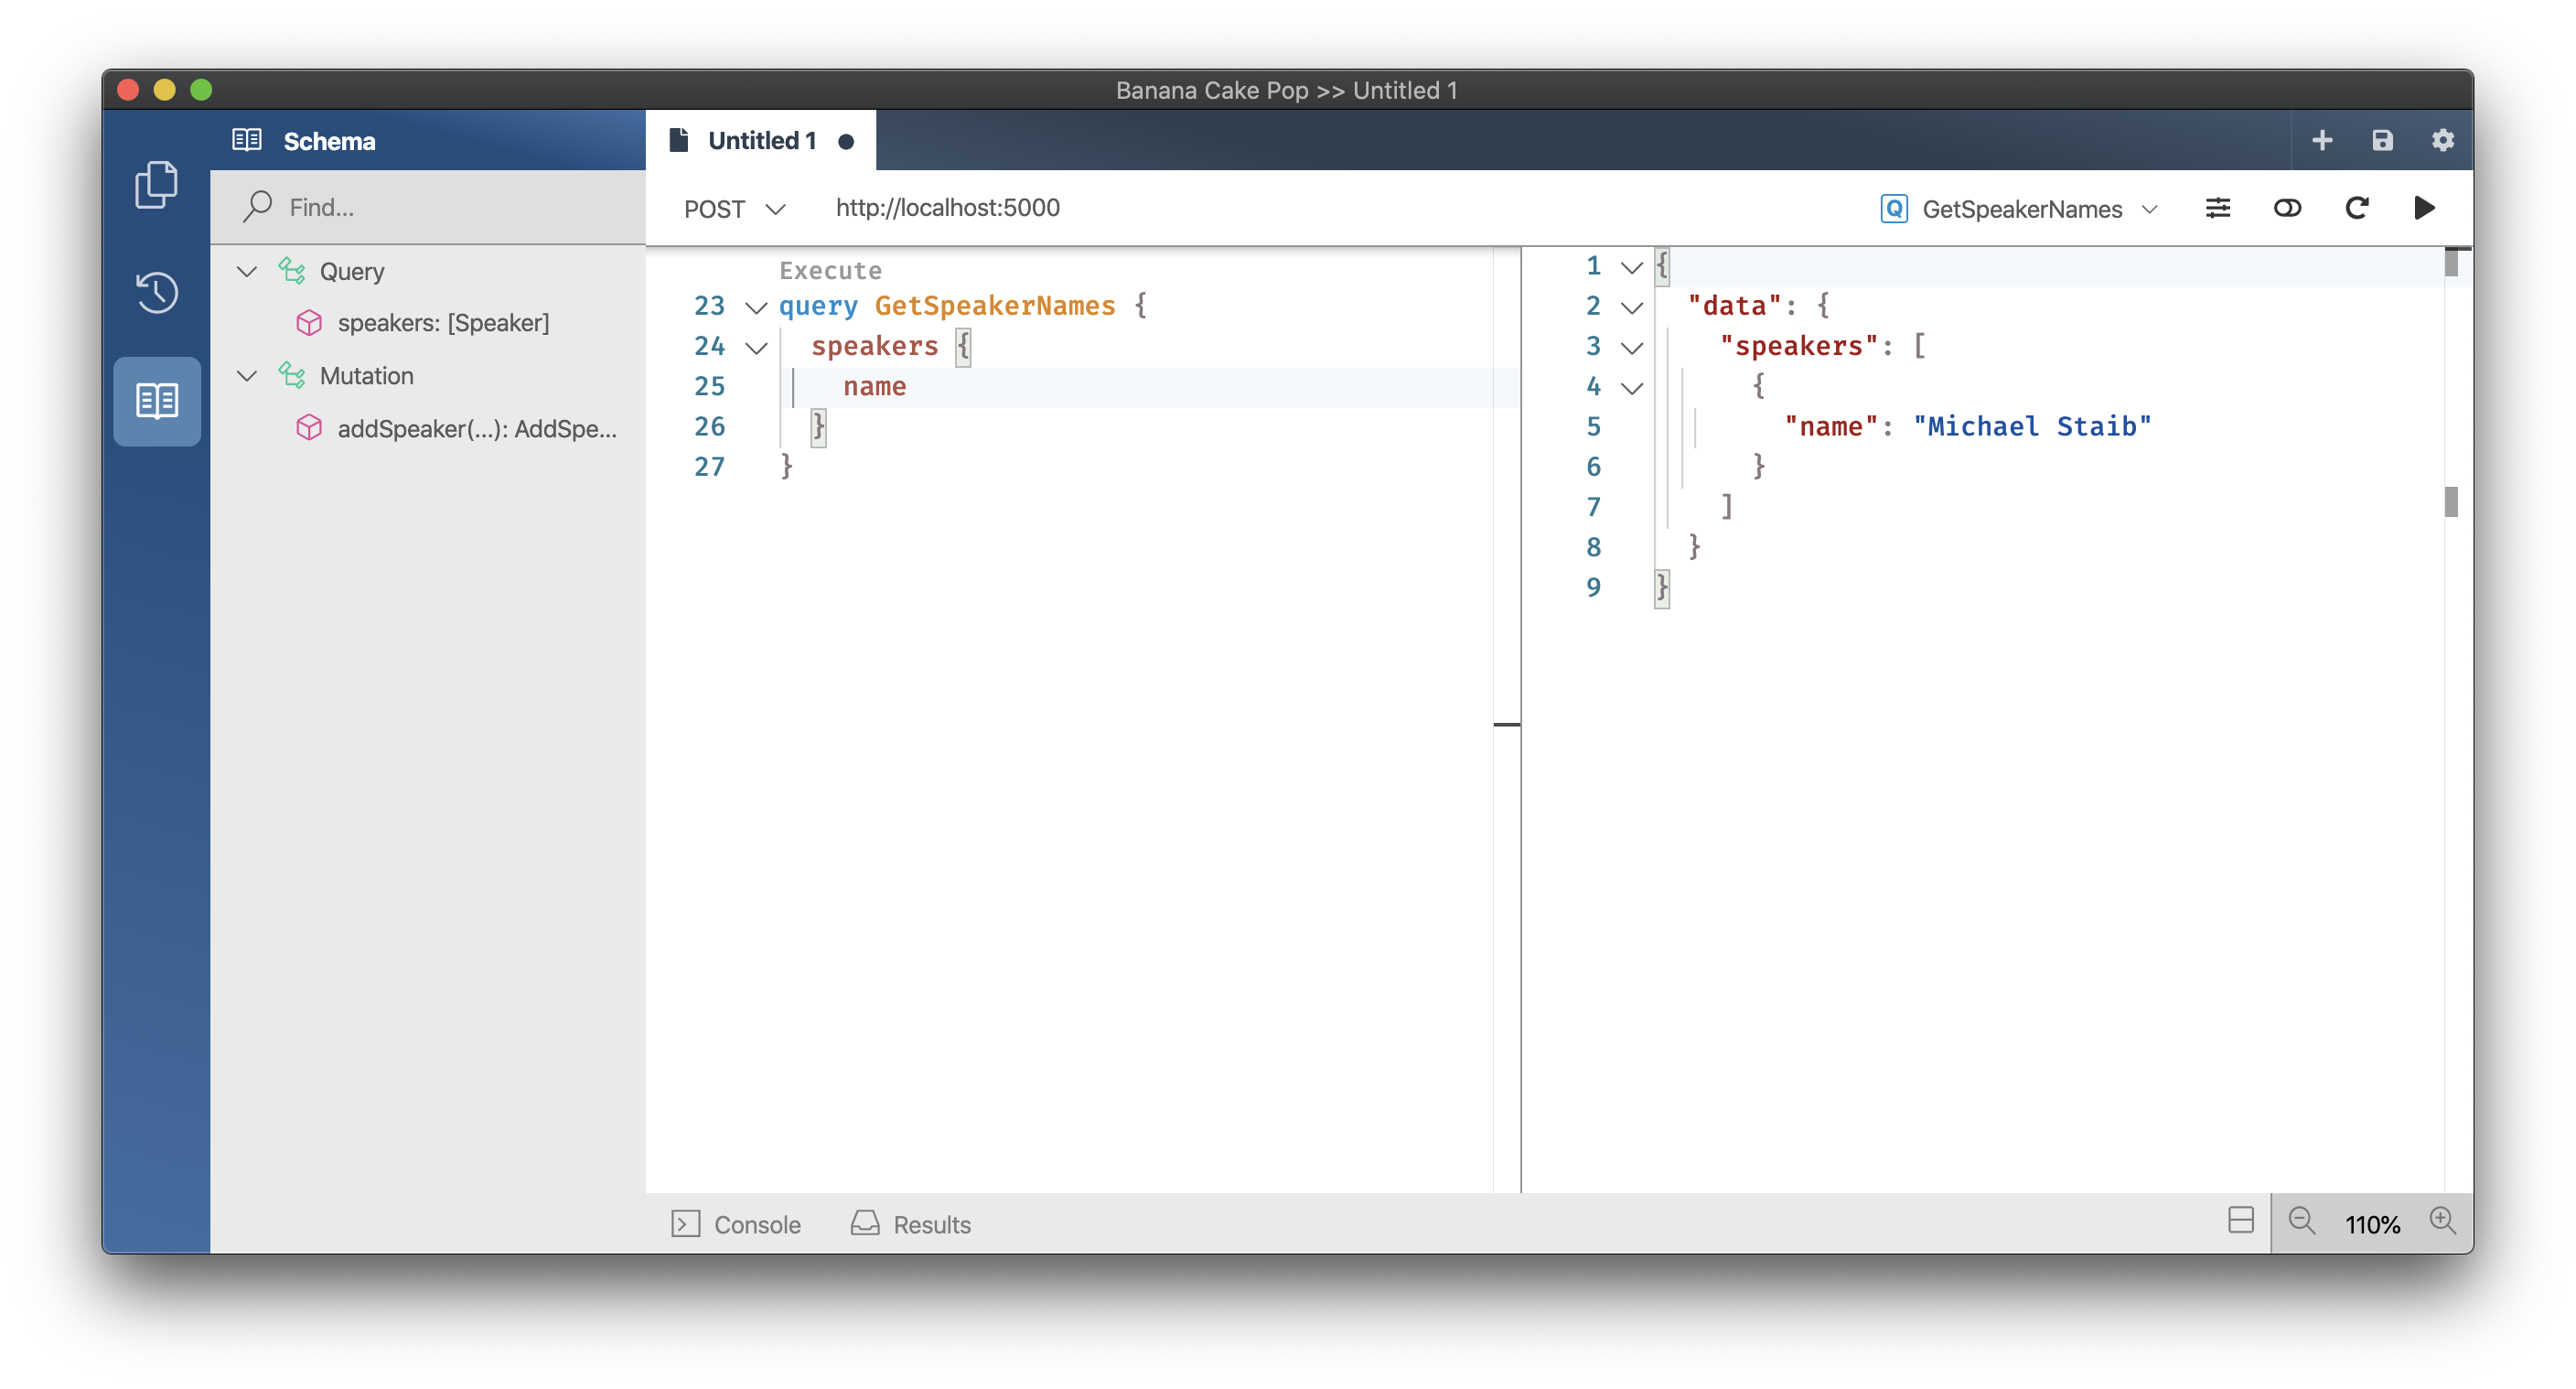 Banana Cake Pop >> Untitled 1
Schema
Untitled 1
Find...
POST http://localhost:5000
Q GetSpeakerNames
Query
speakers: [Speaker]
Mutation
addSpeaker(...): AddSpe...
Execute
23 query GetSpeakerNames {
24 speakers {
25 name
26 }
27 }
1 {
2 "data": {
3 "speakers": [
4 {
5 "name": "Michael Staib"
6 }
7 ]
8 }
9 }
Console Results
110%